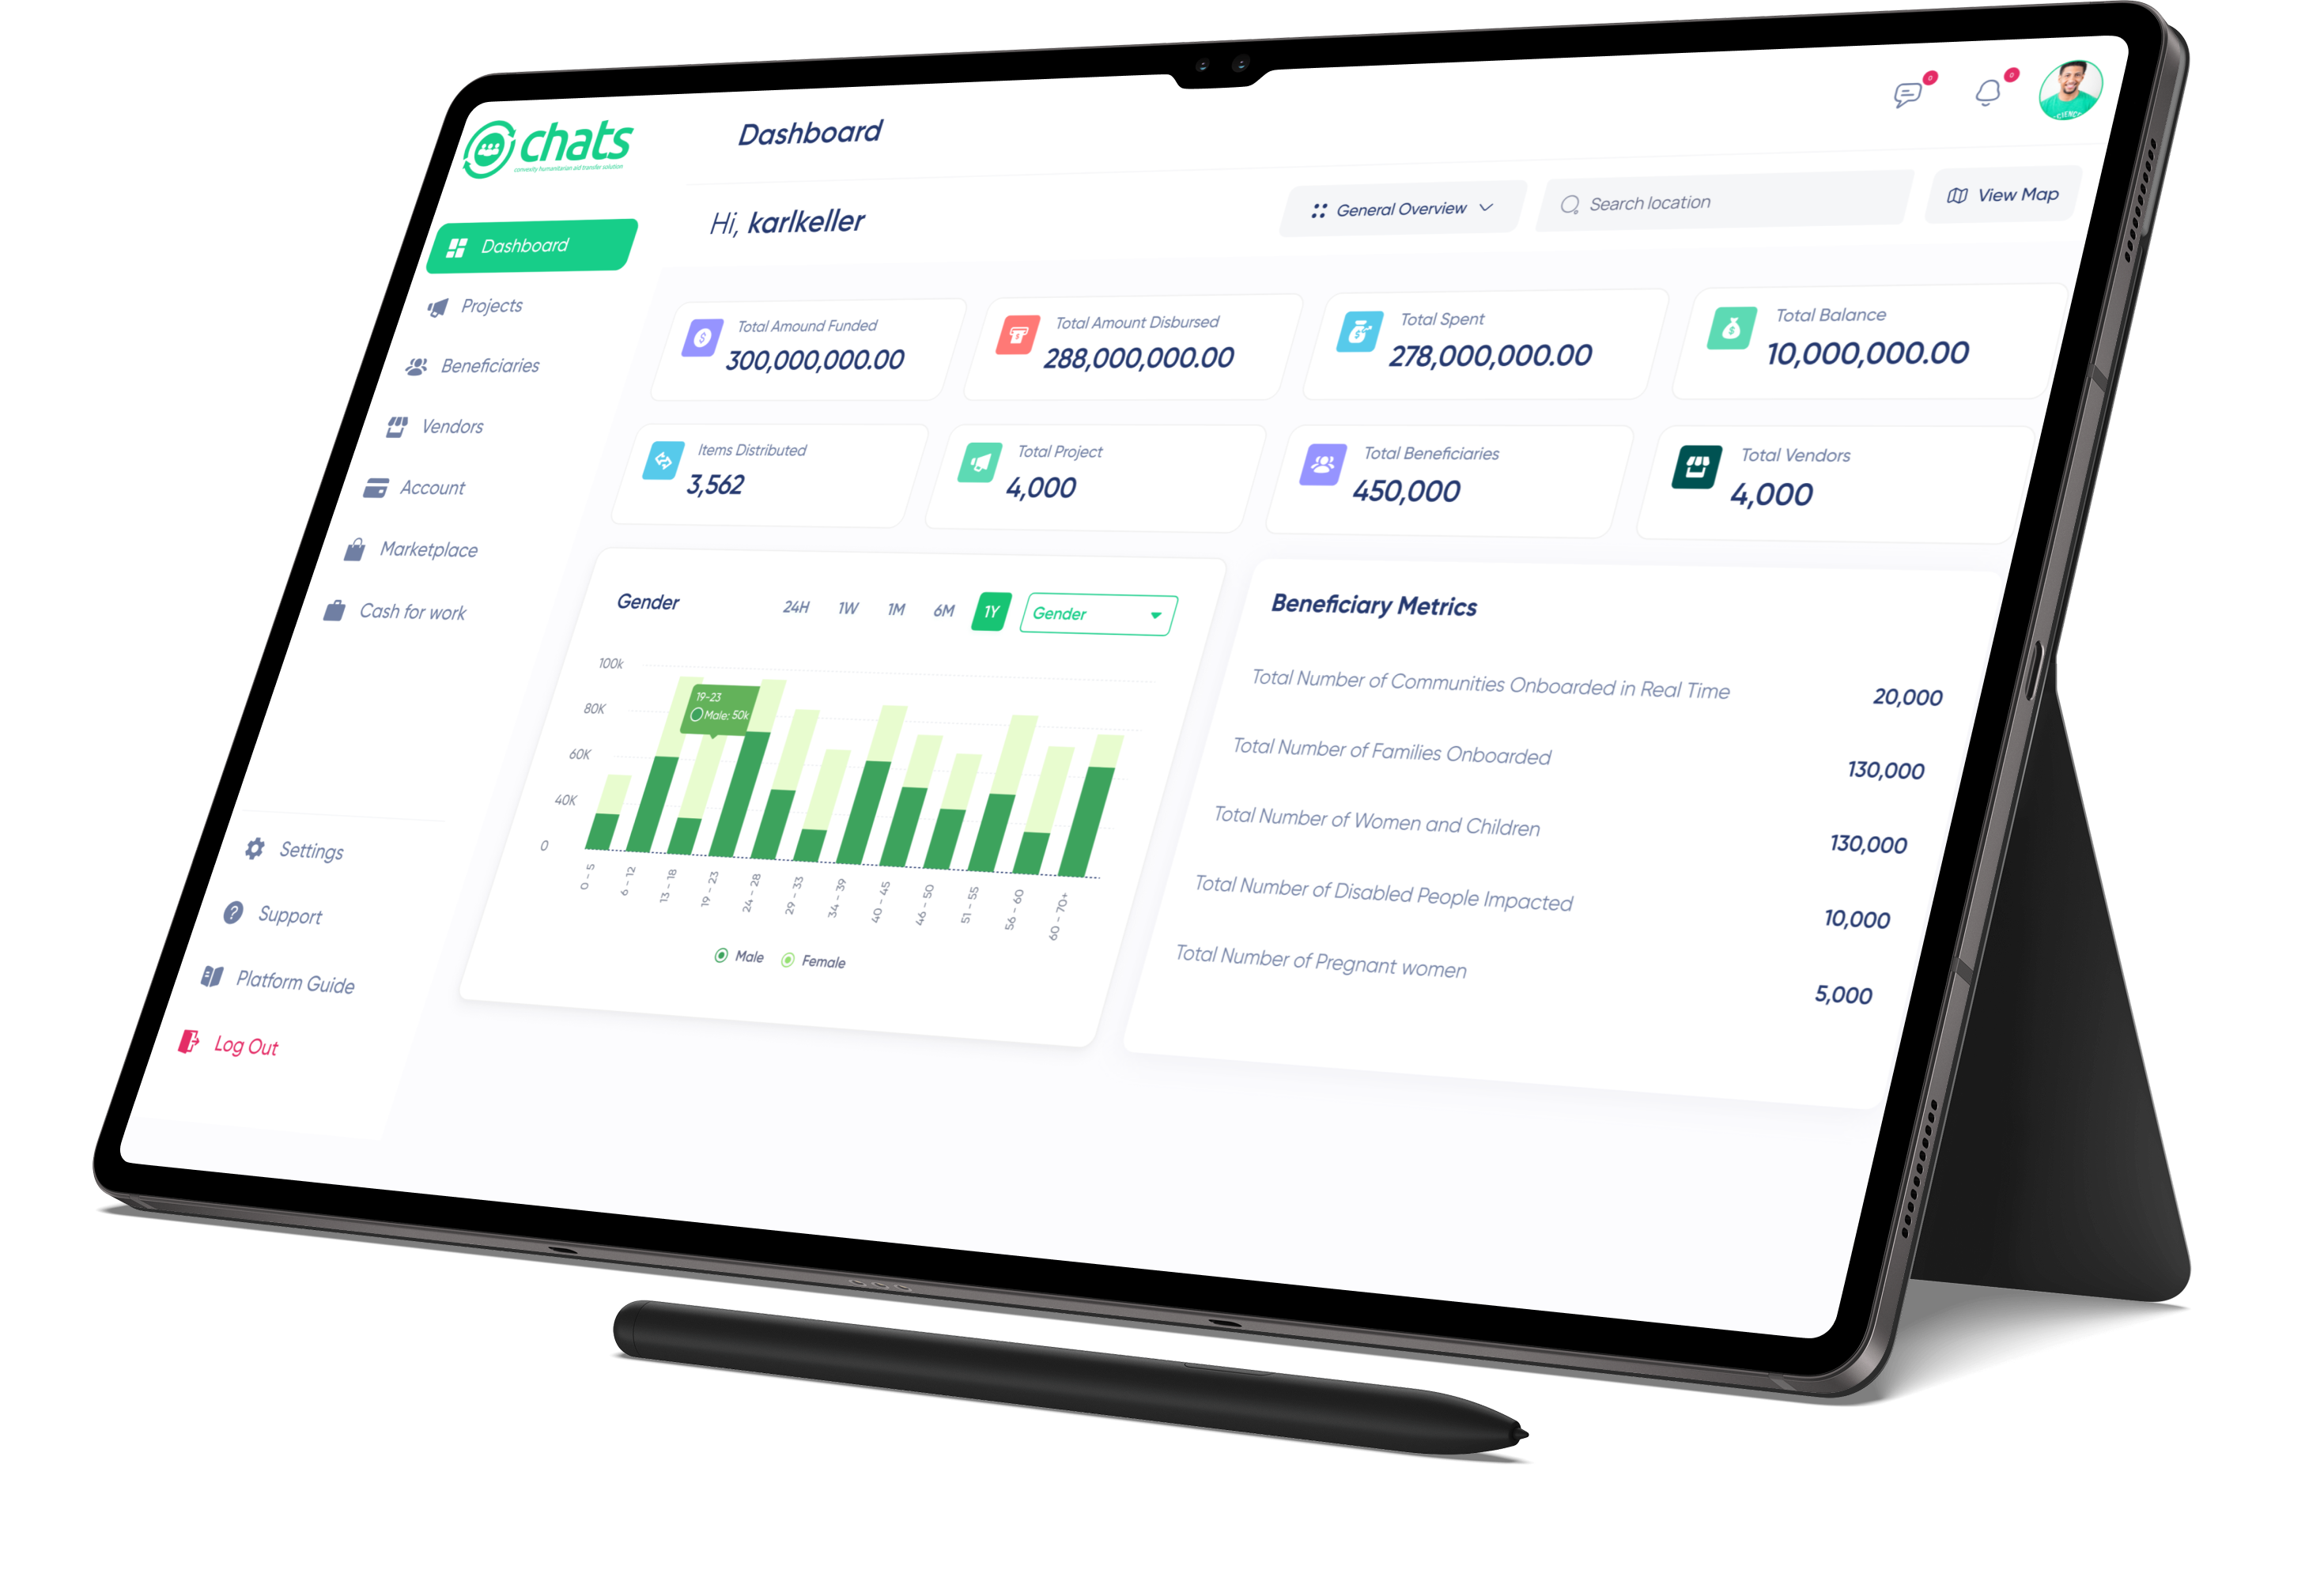 chats
convexity humanitarian aid transfer solution
Dashboard
0
0
Hi, karlkeller
General Overview
Search location
View Map
Dashboard
Projects
Beneficiaries
Vendors
Account
Marketplace
Cash for work
Settings
Support
Platform Guide
Log Out
Total Amound Funded
300,000,000.00
Total Amount Disbursed
288,000,000.00
Total Spent
278,000,000.00
Total Balance
10,000,000.00
Items Distributed
3,562
Total Project
4,000
Total Beneficiaries
450,000
Total Vendors
4,000
Gender
24H 1W 1M 6M 1Y
Gender
100k
80K
60K
40K
0
19-23
Male: 50k
0 – 5
6 – 12
13 – 18
19 – 23
24 – 28
29 – 33
34 – 39
40 – 45
46 – 50
51 – 55
56 – 60
60 – 70+
Male Female
Beneficiary Metrics
Total Number of Communities Onboarded in Real Time 20,000
Total Number of Families Onboarded 130,000
Total Number of Women and Children 130,000
Total Number of Disabled People Impacted 10,000
Total Number of Pregnant women 5,000